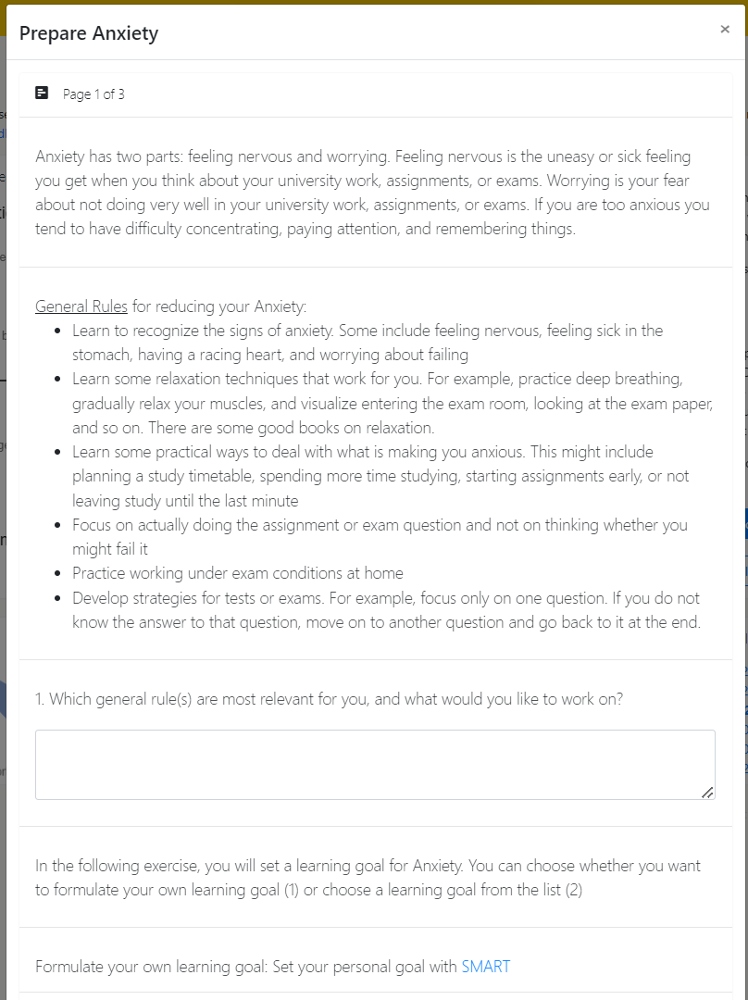 Prepare Anxiety
×
Page 1 of 3
Anxiety has two parts: feeling nervous and worrying. Feeling nervous is the uneasy or sick feeling
you get when you think about your university work, assignments, or exams. Worrying is your fear
about not doing very well in your university work, assignments, or exams. If you are too anxious you
tend to have difficulty concentrating, paying attention, and remembering things.
General Rules for reducing your Anxiety:
• Learn to recognize the signs of anxiety. Some include feeling nervous, feeling sick in the
stomach, having a racing heart, and worrying about failing
• Learn some relaxation techniques that work for you. For example, practice deep breathing,
gradually relax your muscles, and visualize entering the exam room, looking at the exam paper,
and so on. There are some good books on relaxation.
• Learn some practical ways to deal with what is making you anxious. This might include
planning a study timetable, spending more time studying, starting assignments early, or not
leaving study until the last minute
• Focus on actually doing the assignment or exam question and not on thinking whether you
might fail it
• Practice working under exam conditions at home
• Develop strategies for tests or exams. For example, focus only on one question. If you do not
know the answer to that question, move on to another question and go back to it at the end.
1. Which general rule(s) are most relevant for you, and what would you like to work on?
In the following exercise, you will set a learning goal for Anxiety. You can choose whether you want
to formulate your own learning goal (1) or choose a learning goal from the list (2)
Formulate your own learning goal: Set your personal goal with SMART